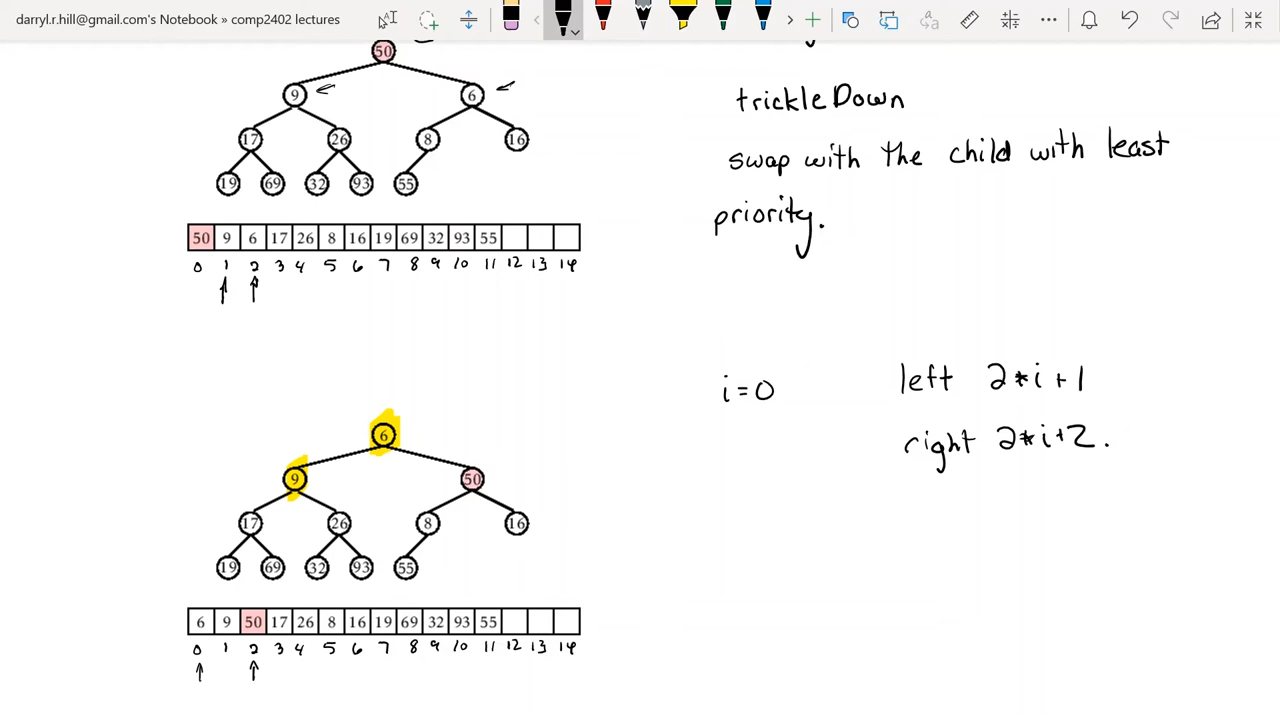 darryl.r.hill@gmail.com's Notebook » comp2402 lectures
50
9 6
17 26 8 16
19 69 32 93 55
50 9 6 17 26 8 16 19 69 32 93 55
0 1 2 3 4 5 6 7 8 9 10 11 12 13 14
trickleDown
swap with the child with least
priority.
i=0
left 2*i+1
right 2*i+2.
6
9 50
17 26 8 16
19 69 32 93 55
6 9 50 17 26 8 16 19 69 32 93 55
0 1 2 3 4 5 6 7 8 9 10 11 12 13 14